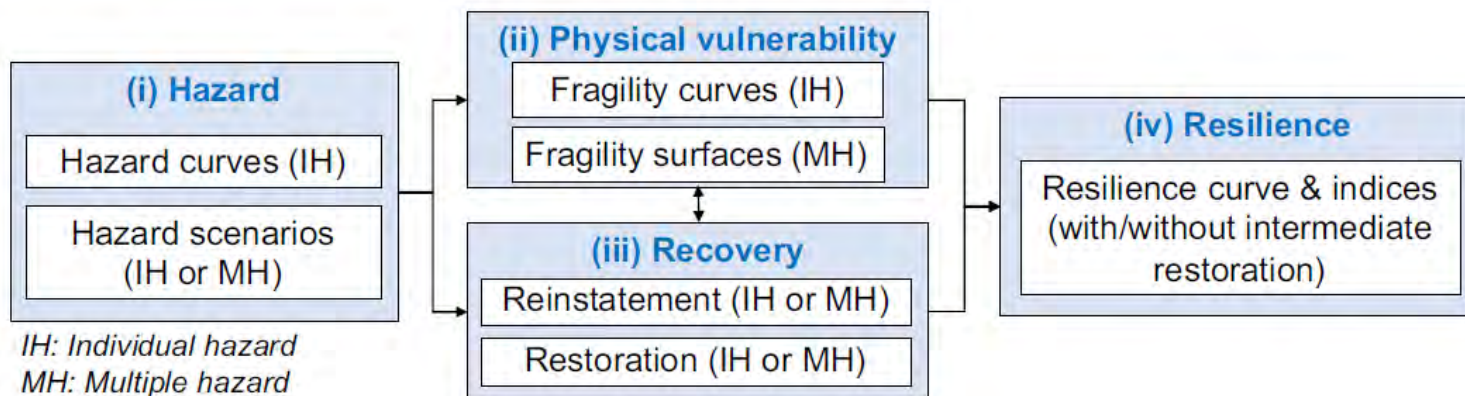 (i) Hazard
Hazard curves (IH)
Hazard scenarios
(IH or MH)
IH: Individual hazard
MH: Multiple hazard
(ii) Physical vulnerability
Fragility curves (IH)
Fragility surfaces (MH)
(iii) Recovery
Reinstatement (IH or MH)
Restoration (IH or MH)
(iv) Resilience
Resilience curve & indices
(with/without intermediate
restoration)